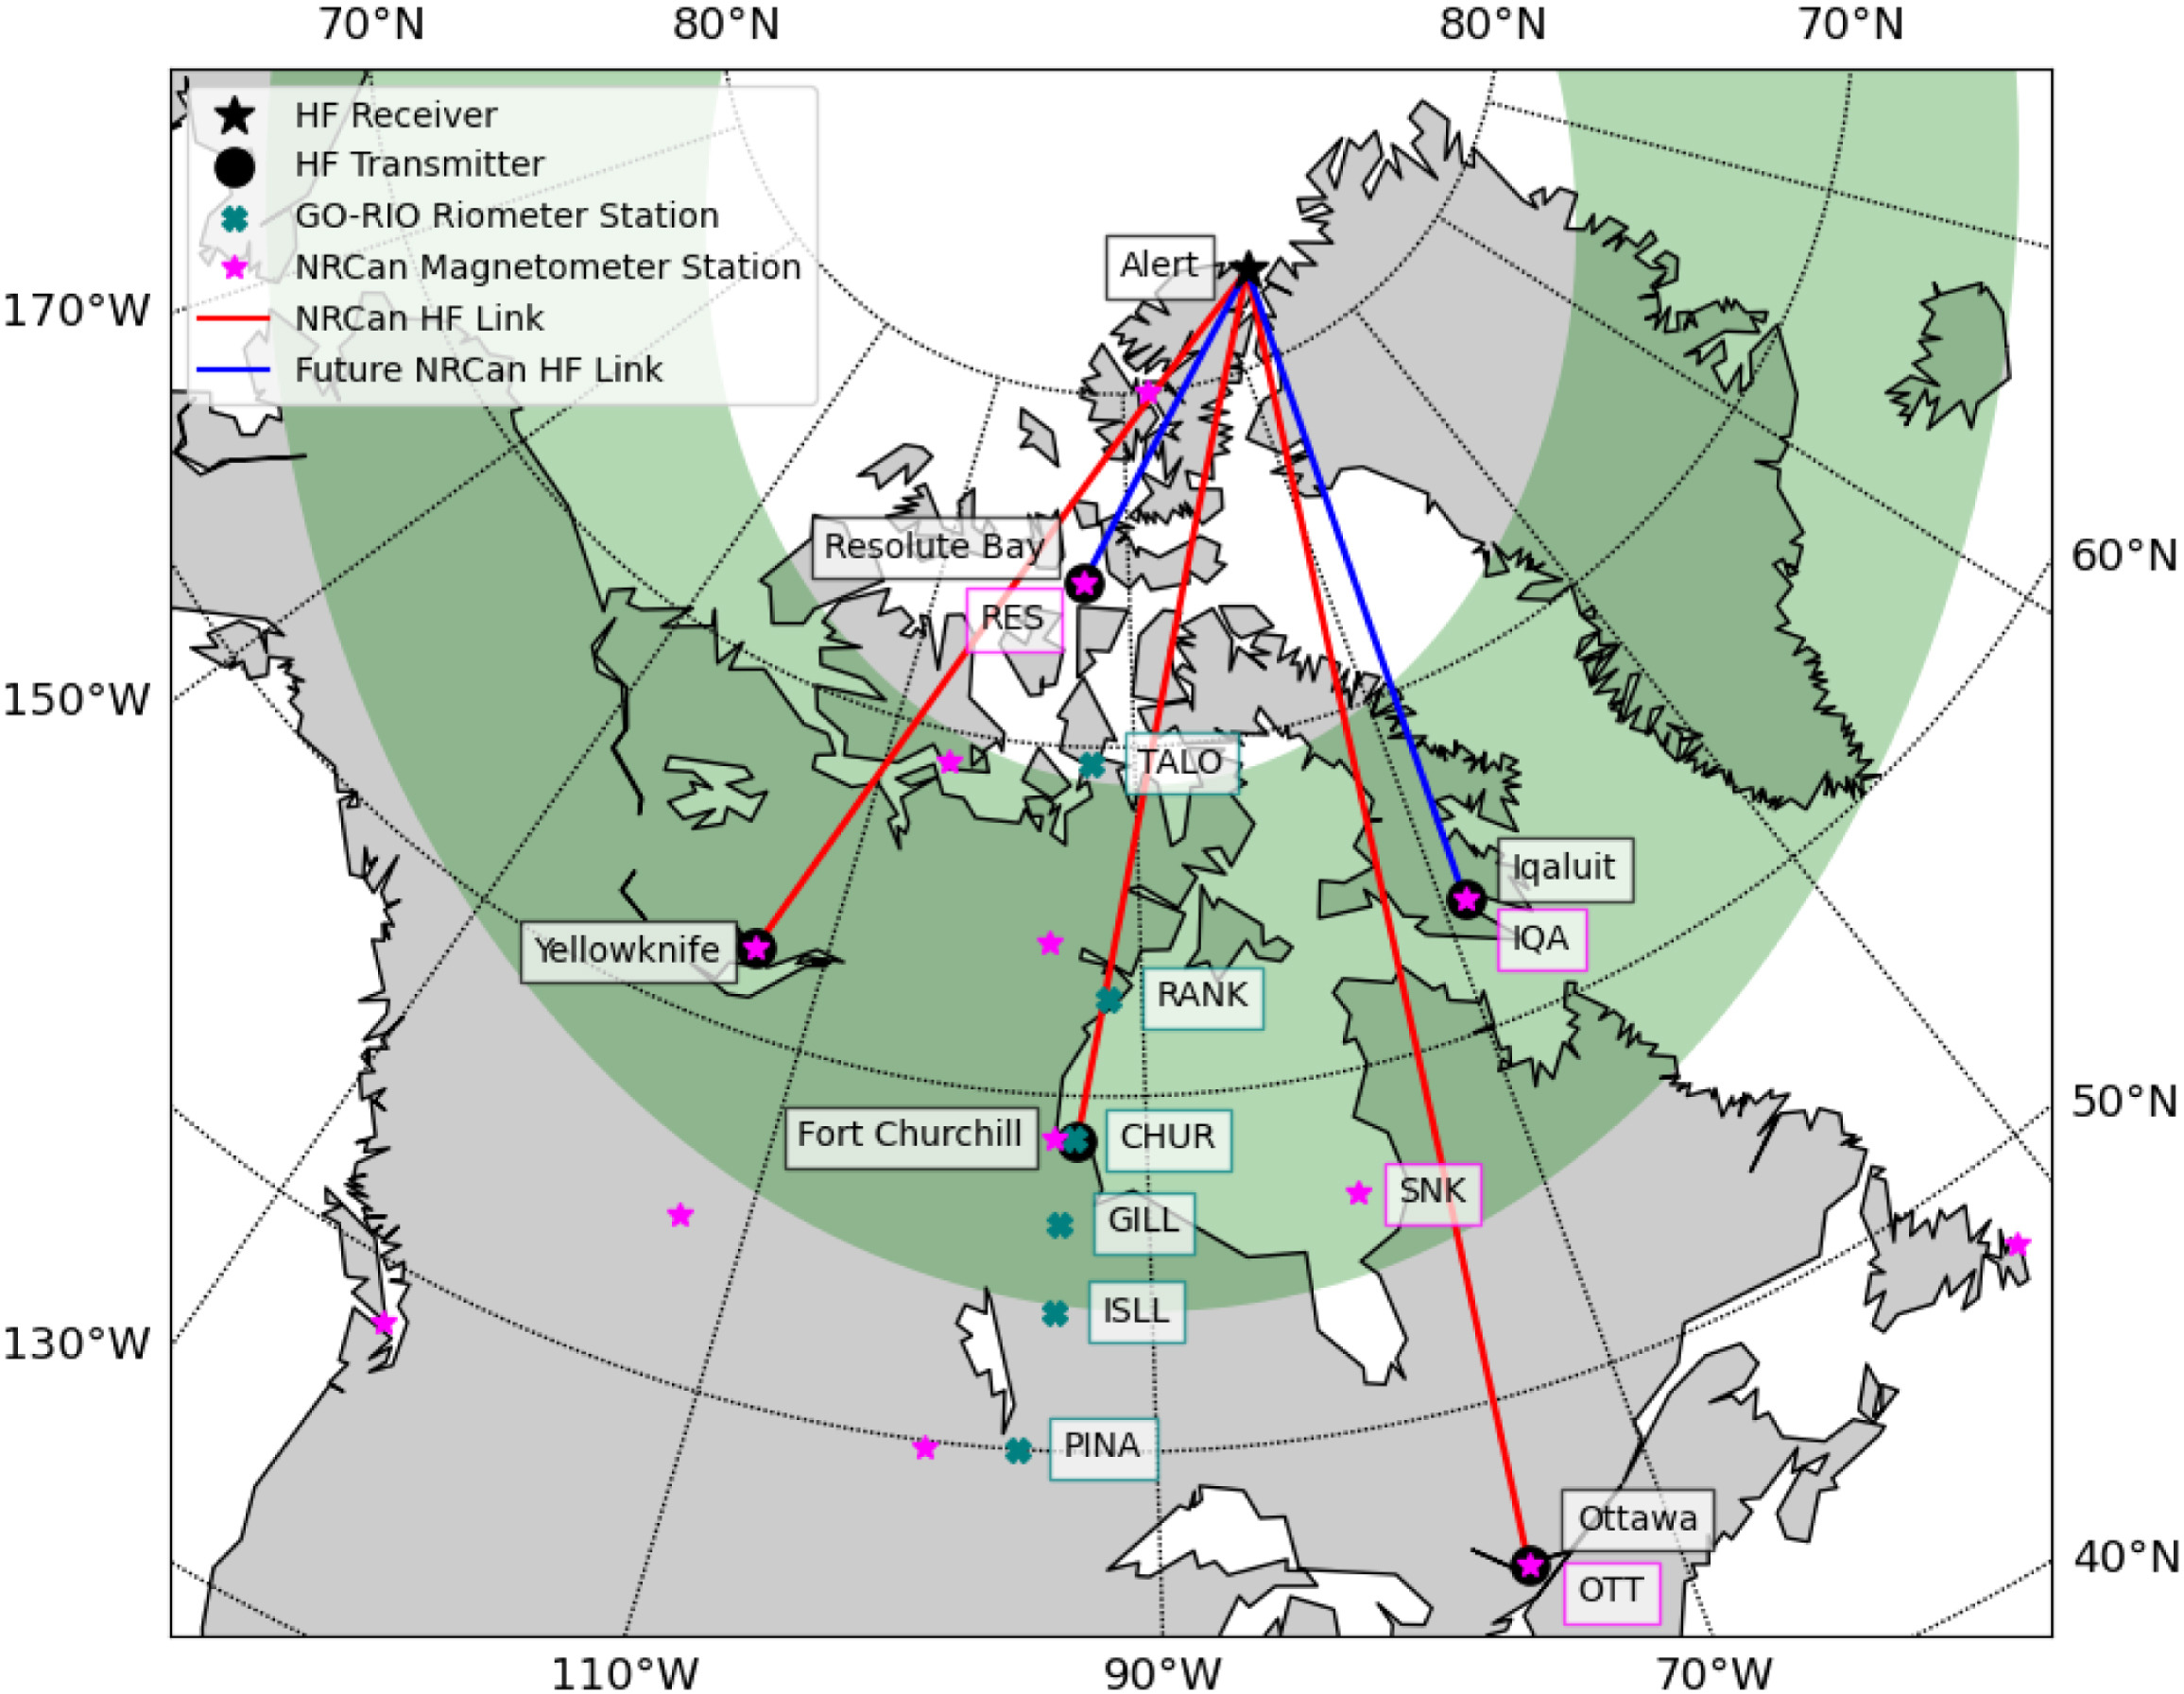 70°N
80°N
80°N
70°N
HF Receiver
HF Transmitter
GO-RIO Riometer Station
NRCan Magnetometer Station
NRCan HF Link
Future NRCan HF Link
Alert
170°W
Resolute Bay
60°N
RES
150°W
TALO
Iqaluit
Yellowknife
IQA
RANK
50°N
Fort Churchill
CHUR
SNK
GILL
ISLL
130°W
PINA
Ottawa
40°N
OTT
110°W
90°W
70°W